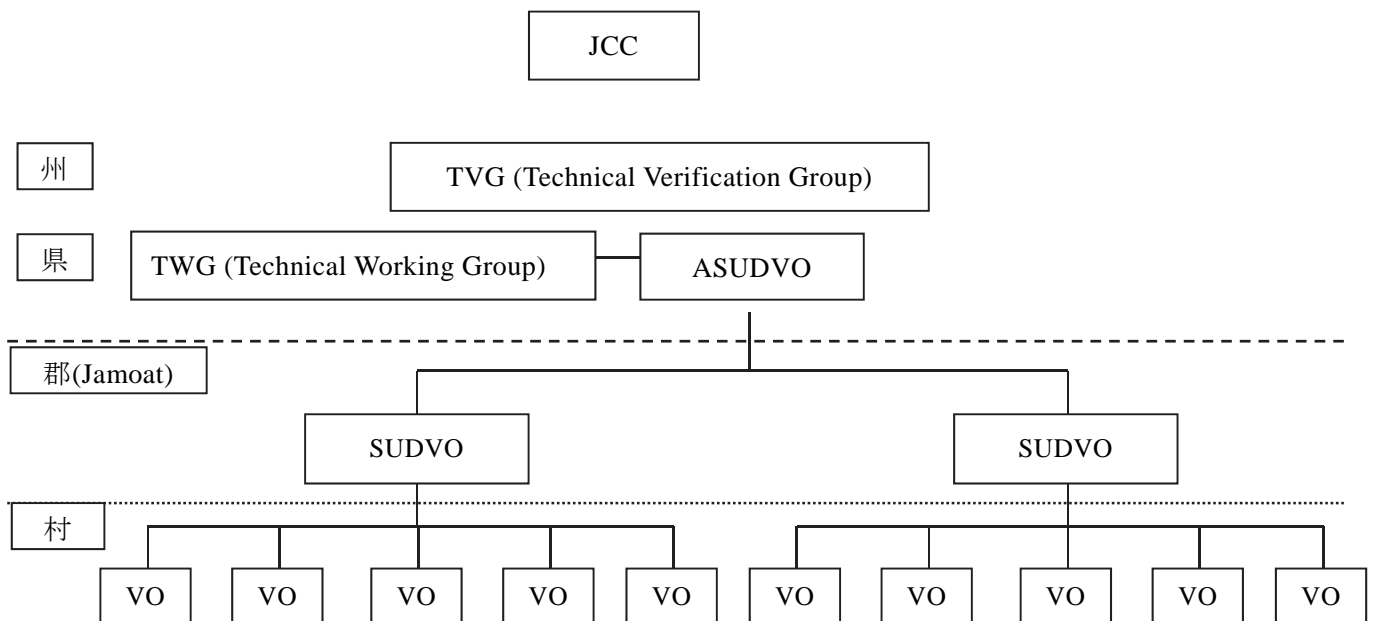 JCC
州
TVG (Technical Verification Group)
県
TWG (Technical Working Group)
ASUDVO
郡(Jamoat)
SUDVO
SUDVO
村
VO
VO
VO
VO
VO
VO
VO
VO
VO
VO